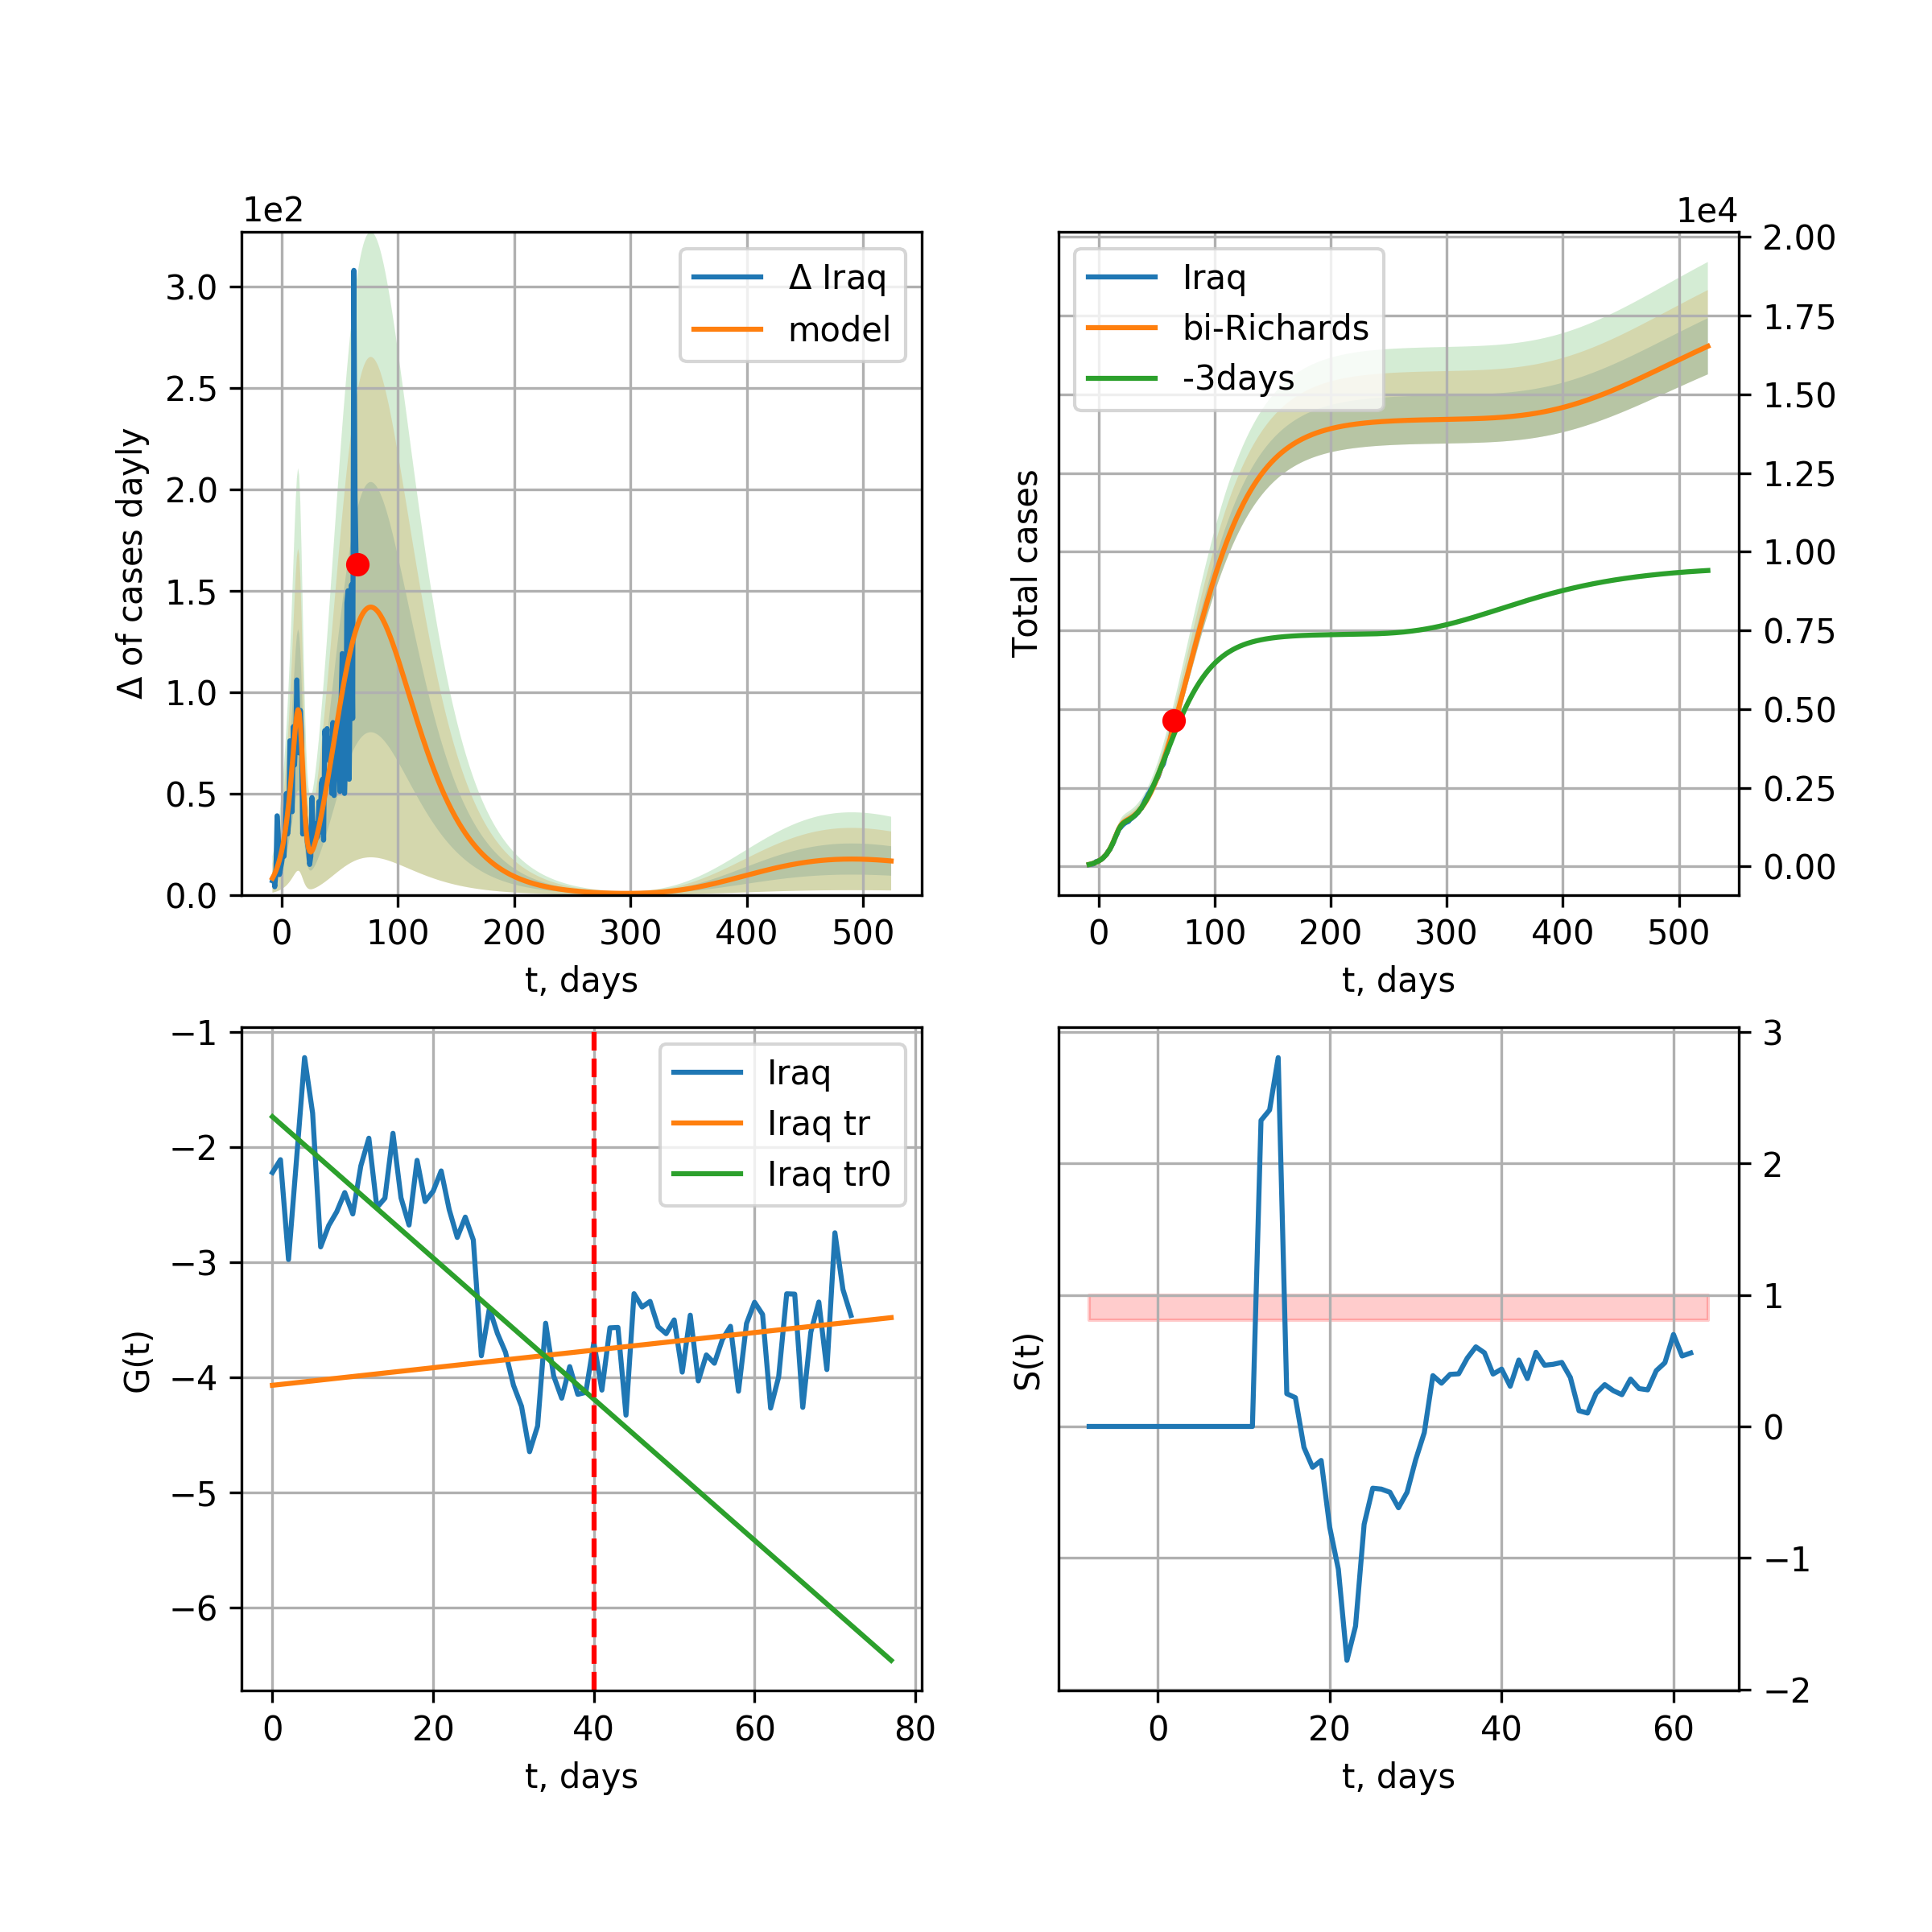 1e2
3.0
2.5
2.0
1.5
1.0
0.5
0.0
Δ of cases dayly
Δ Iraq
model
0 100 200 300 400 500
t, days
1e4
2.00
1.75
1.50
1.25
1.00
0.75
0.50
0.25
0.00
Total cases
Iraq
bi-Richards
-3days
0 100 200 300 400 500
t, days
−1
−2
−3
−4
−5
−6
G(t)
Iraq
Iraq tr
Iraq tr0
0 20 40 60 80
t, days
3
2
1
0
−1
−2
S(t)
0 20 40 60
t, days